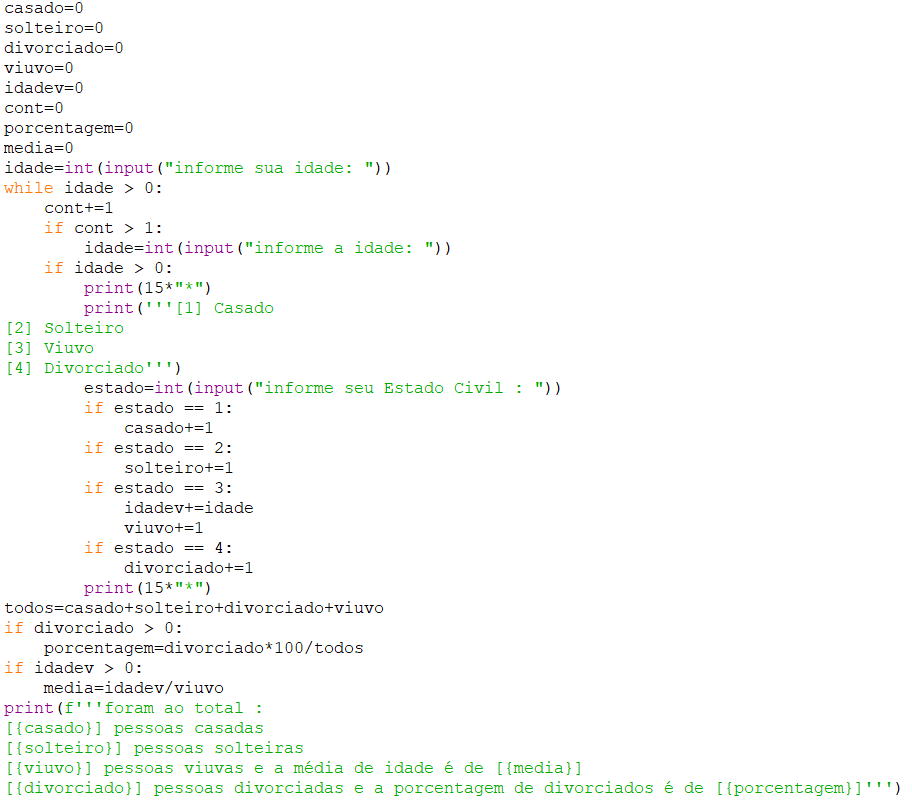 casado=0
solteiro=0
divorciado=0
viuvo=0
idadev=0
cont=0
porcentagem=0
media=0
idade=int(input("informe sua idade: "))
while idade > 0:
    cont+=1
    if cont > 1:
        idade=int(input("informe a idade: "))
    if idade > 0:
        print(15*"*")
        print('''[1] Casado
[2] Solteiro
[3] Viuvo
[4] Divorciado''')
        estado=int(input("informe seu Estado Civil : "))
        if estado == 1:
            casado+=1
        if estado == 2:
            solteiro+=1
        if estado == 3:
            idadev+=idade
            viuvo+=1
        if estado == 4:
            divorciado+=1
        print(15*"*")
todos=casado+solteiro+divorciado+viuvo
if divorciado > 0:
    porcentagem=divorciado*100/todos
if idadev > 0:
    media=idadev/viuvo
print(f'''foram ao total :
[{{casado}] pessoas casadas
[{{solteiro}] pessoas solteiras
[{{viuvo}] pessoas viuvas e a média de idade é de [{{media}]
[{{divorciado}] pessoas divorciadas e a porcentagem de divorciados é de [{{porcentagem}]''')